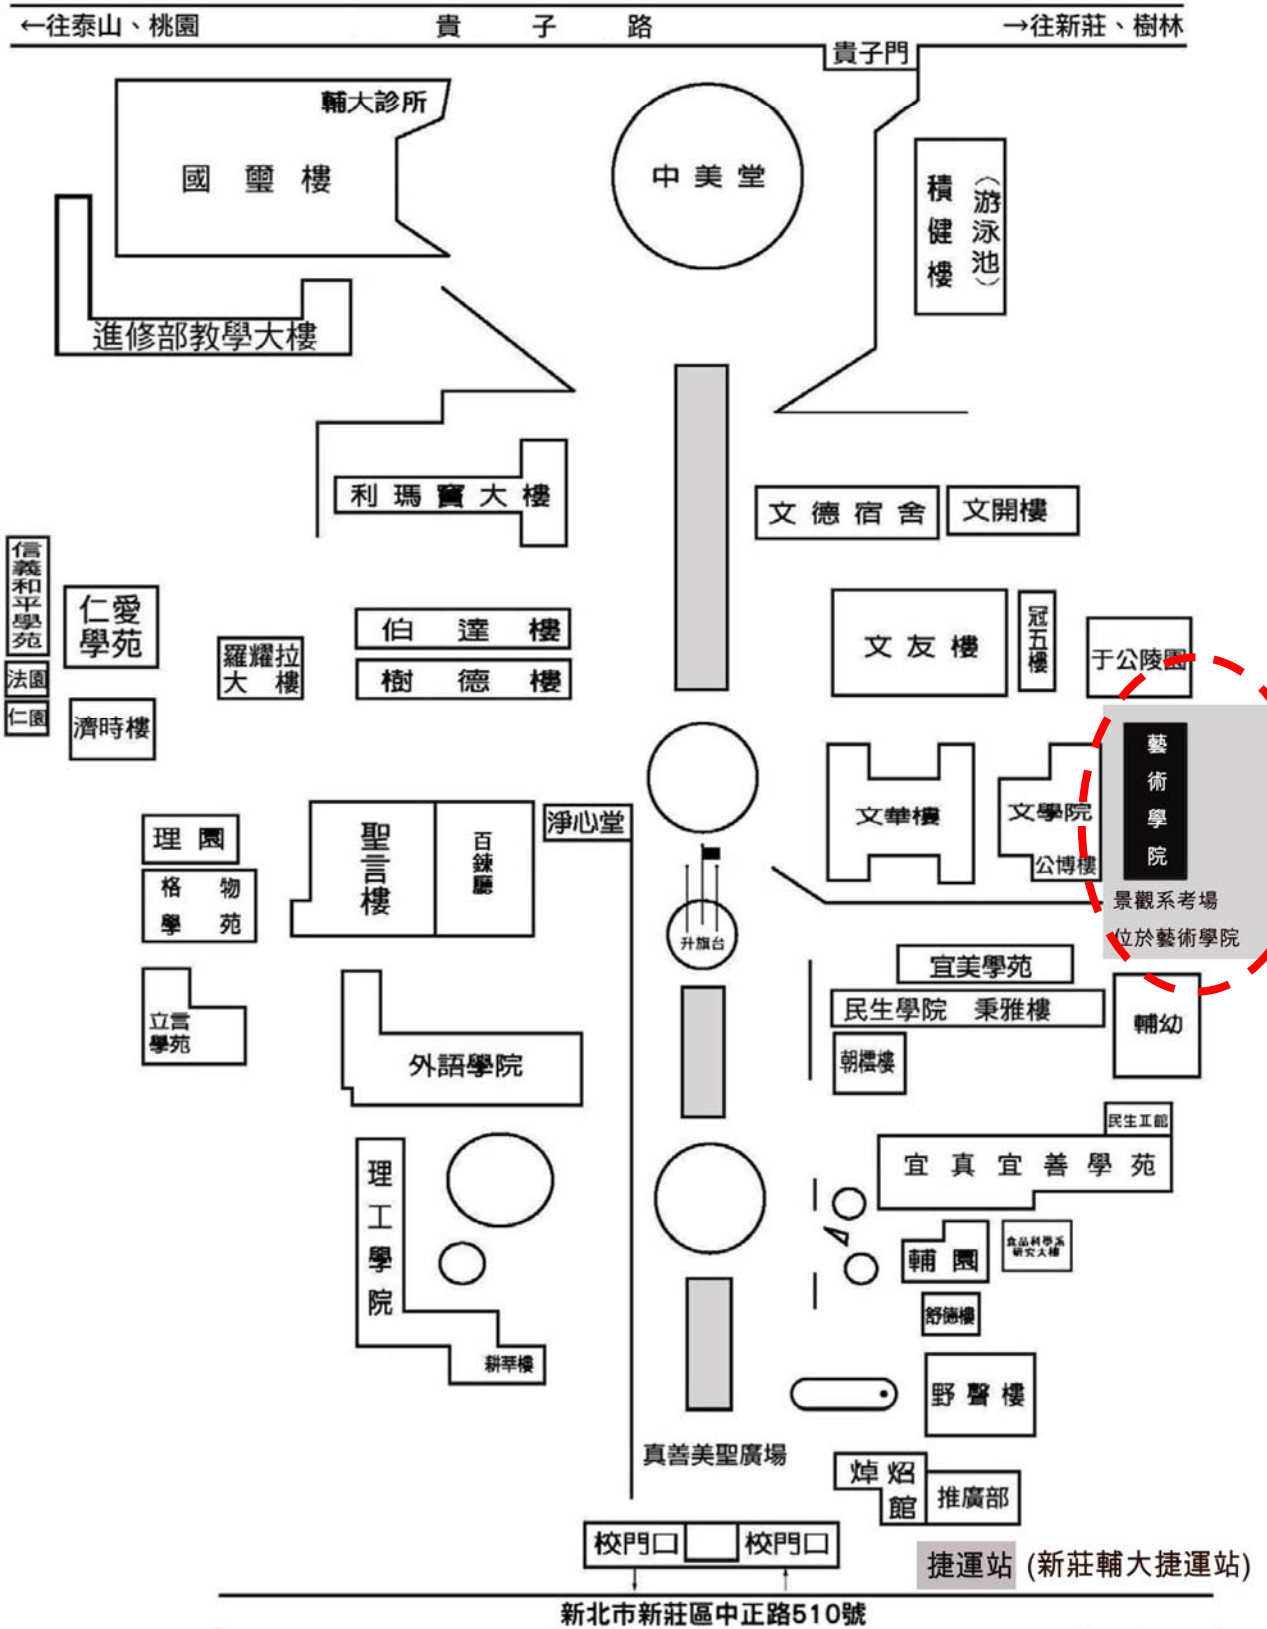 ←往泰山、桃園
貴子路
→往新莊、樹林
貴子門
輔大診所
國璽樓
中美堂
積健樓
(游泳池)
進修部教學大樓
利瑪竇大樓
文德宿舍
文開樓
信義和平學苑
仁愛
學苑
伯達樓
文友樓
冠五樓
于公陵園
羅耀拉
大樓
樹德樓
法園
仁園
濟時樓
藝術學院
文華樓
文學院
公博樓
理園
聖言樓
百鍊廳
淨心堂
格物
學苑
景觀系考場
位於藝術學院
升旗台
宜美學苑
民生學院 秉雅樓
輔幼
立言
學苑
外語學院
朝橒樓
民生工館
宜真宜善學苑
理工學院
輔園
食品科學系
研究大樓
舒德樓
耕莘樓
野聲樓
真善美聖廣場
焯炤
館
推廣部
校門口
校門口
捷運站 (新莊輔大捷運站)
新北市新莊區中正路510號